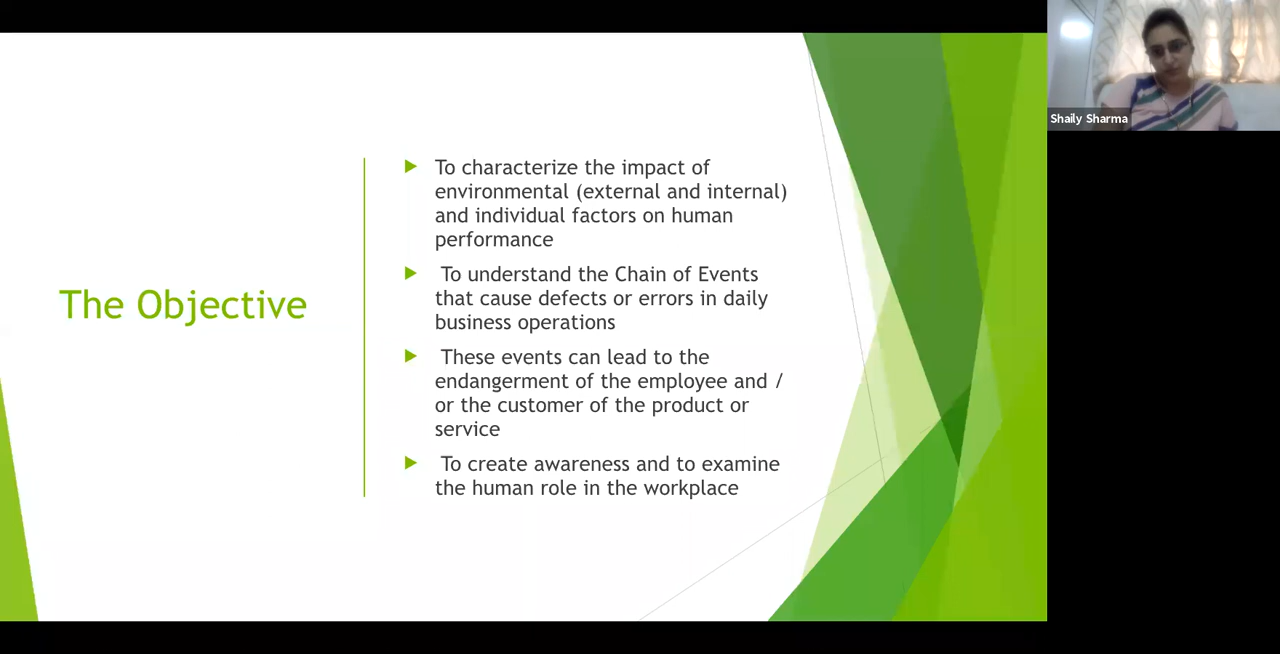 The Objective
To characterize the impact of
environmental (external and internal)
and individual factors on human
performance
To understand the Chain of Events
that cause defects or errors in daily
business operations
These events can lead to the
endangerment of the employee and /
or the customer of the product or
service
To create awareness and to examine
the human role in the workplace
Shaily Sharma